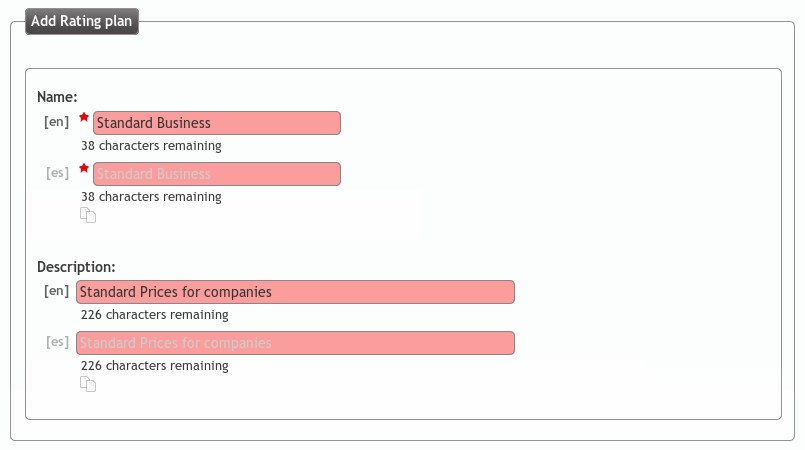 Add Rating plan
Name:
[en] Standard Business
38 characters remaining
[es] Standard Business
38 characters remaining
Description:
[en] Standard Prices for companies
226 characters remaining
[es] Standard Prices for companies
226 characters remaining